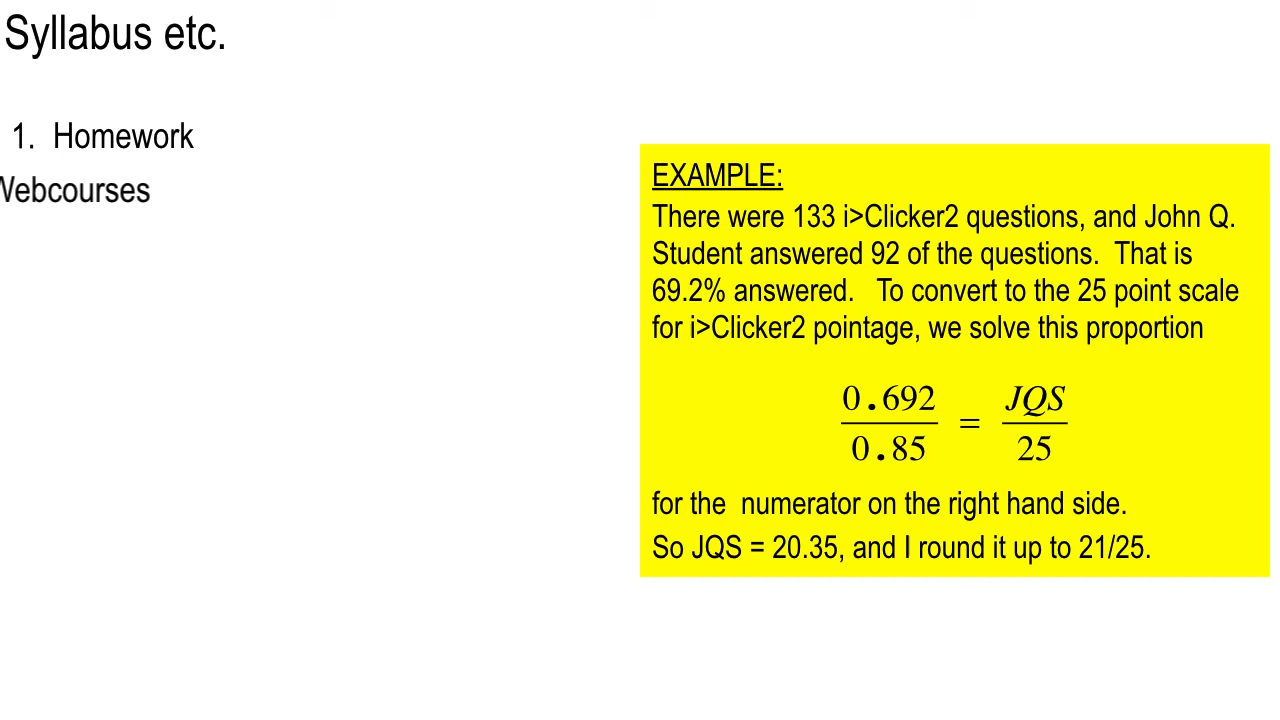 Syllabus etc.
1. Homework
Webcourses
EXAMPLE:
There were 133 i>Clicker2 questions, and John Q.
Student answered 92 of the questions. That is
69.2% answered. To convert to the 25 point scale
for i>Clicker2 pointage, we solve this proportion
0.692 / 0.85 = JQS / 25
for the numerator on the right hand side.
So JQS = 20.35, and I round it up to 21/25.